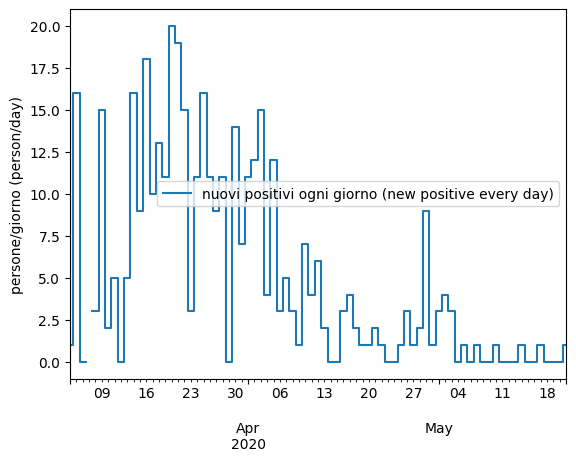 20.0
17.5
15.0
12.5
10.0
7.5
5.0
2.5
0.0
persone/giorno (person/day)
nuovi positivi ogni giorno (new positive every day)
09 16 23 30 06 13 20 27 04 11 18
Apr May
2020